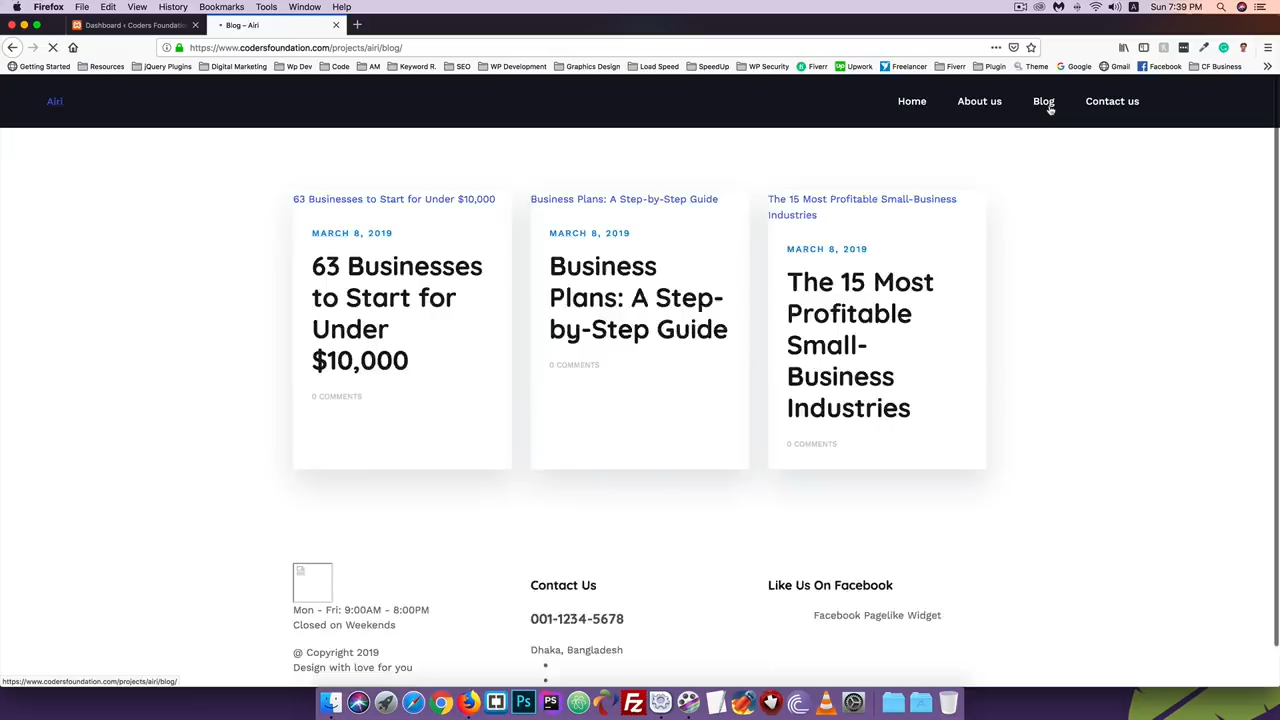 Firefox File Edit View History Bookmarks Tools Window Help
Sun 7:39 PM
Dashboard ‹ Coders Foundation
Blog – Airi
https://www.codersfoundation.com/projects/airi/blog/
Getting Started Resources jQuery Plugins Digital Marketing Wp Dev Code AM Keyword R. SEO WP Development Graphics Design Load Speed SpeedUp WP Security Fiverr Upwork Freelancer Fiverr Plugin Theme Google Gmail Facebook CF Business
Airi
Home About us Blog Contact us
63 Businesses to Start for Under $10,000
MARCH 8, 2019
63 Businesses
to Start for
Under
$10,000
0 COMMENTS
Business Plans: A Step-by-Step Guide
MARCH 8, 2019
Business
Plans: A Step-
by-Step Guide
0 COMMENTS
The 15 Most Profitable Small-Business
Industries
MARCH 8, 2019
The 15 Most
Profitable
Small-
Business
Industries
0 COMMENTS
Mon - Fri: 9:00AM - 8:00PM
Closed on Weekends
@ Copyright 2019
Design with love for you
Contact Us
001-1234-5678
Dhaka, Bangladesh
Like Us On Facebook
Facebook Pagelike Widget
https://www.codersfoundation.com/projects/airi/blog/
Ps
PS
Fz